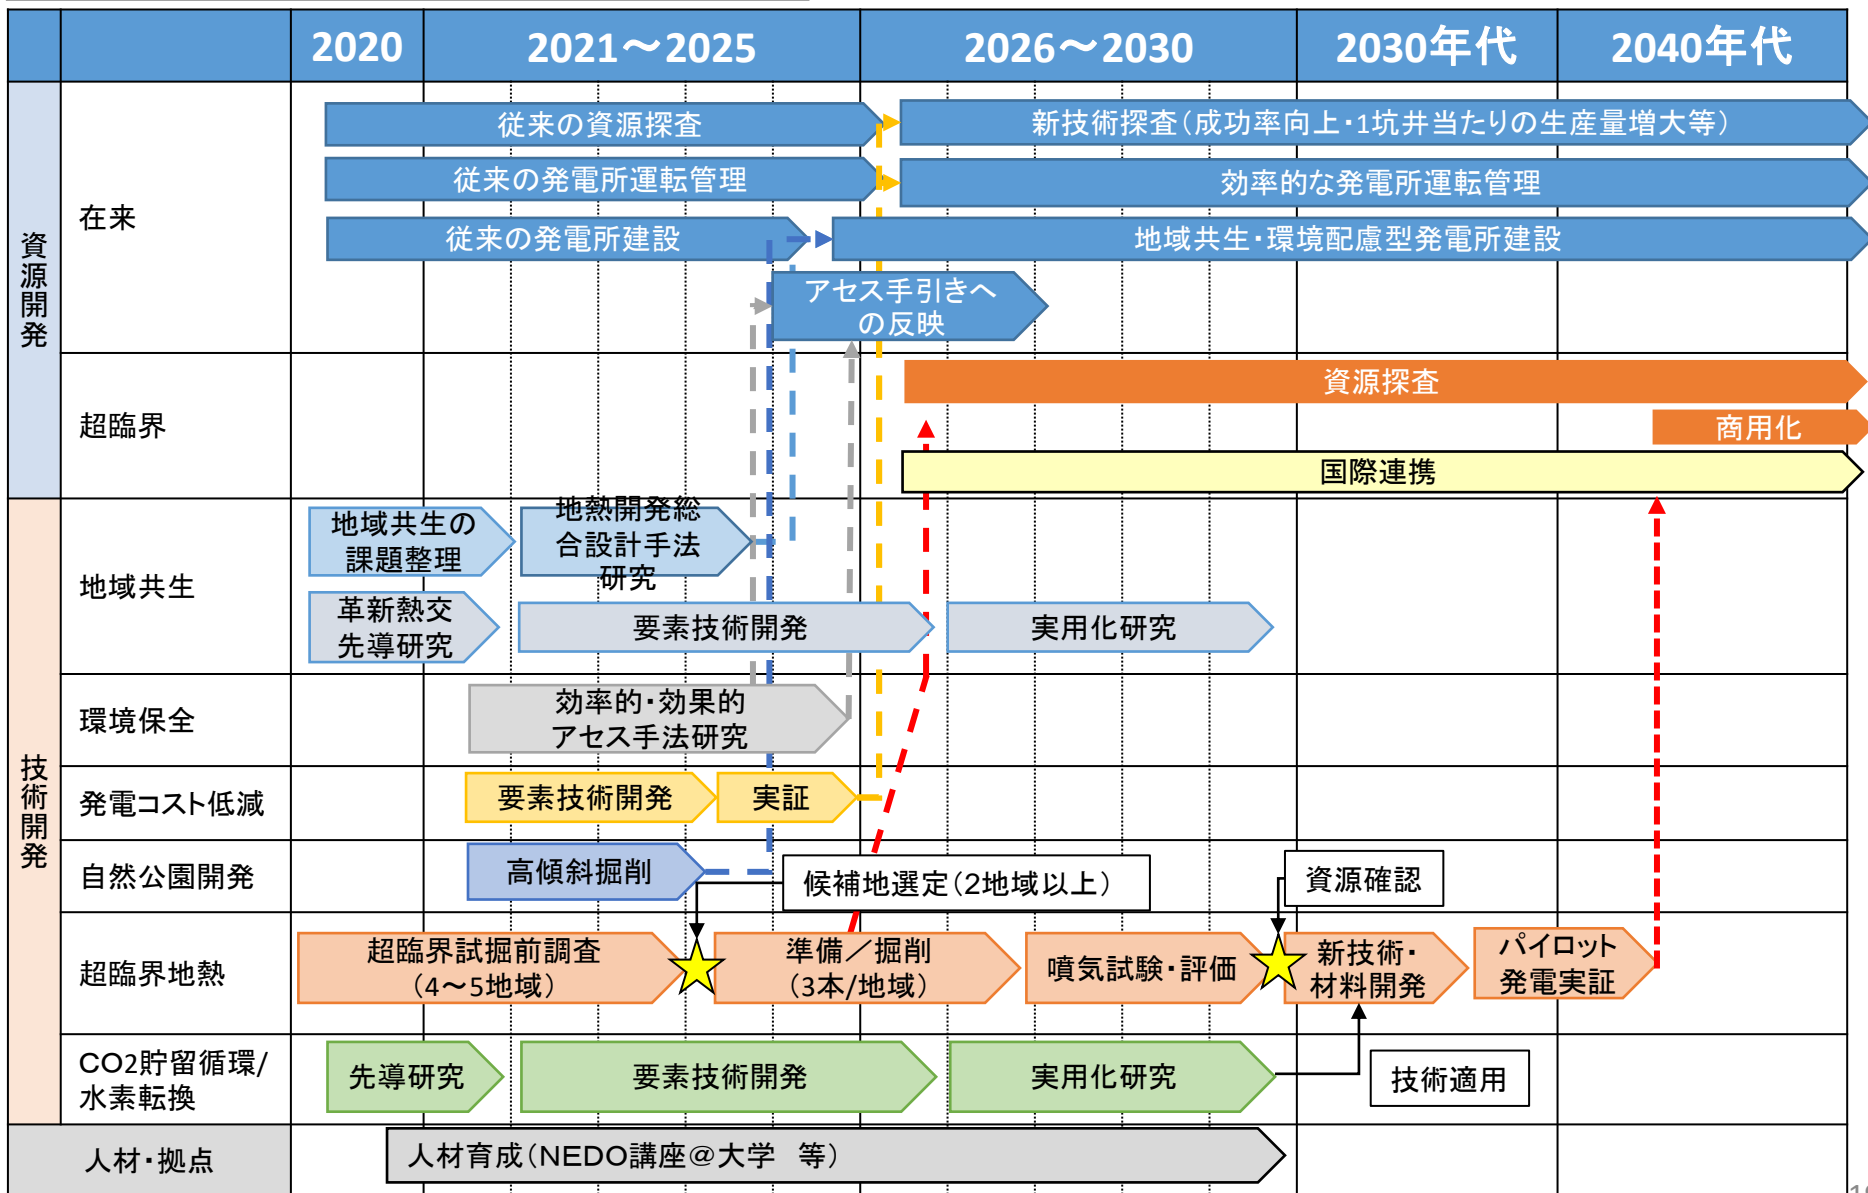 2020
2021～2025
2026～2030
2030年代
2040年代
資源開発
在来
従来の資源探査
新技術探査（成功率向上・1坑井当たりの生産量増大等）
従来の発電所運転管理
効率的な発電所運転管理
従来の発電所建設
地域共生・環境配慮型発電所建設
アセス手引きへ
の反映
超臨界
資源探査
商用化
国際連携
技術開発
地域共生
地域共生の
課題整理
地熱開発総
合設計手法
研究
革新熱交
先導研究
要素技術開発
実用化研究
環境保全
効率的・効果的
アセス手法研究
発電コスト低減
要素技術開発
実証
自然公園開発
高傾斜掘削
候補地選定（2地域以上）
資源確認
超臨界地熱
超臨界試掘前調査
（4～5地域）
準備／掘削
（3本/地域）
噴気試験・評価
新技術・
材料開発
パイロット
発電実証
CO2貯留循環/
水素転換
先導研究
要素技術開発
実用化研究
技術適用
人材・拠点
人材育成（NEDO講座＠大学　等）